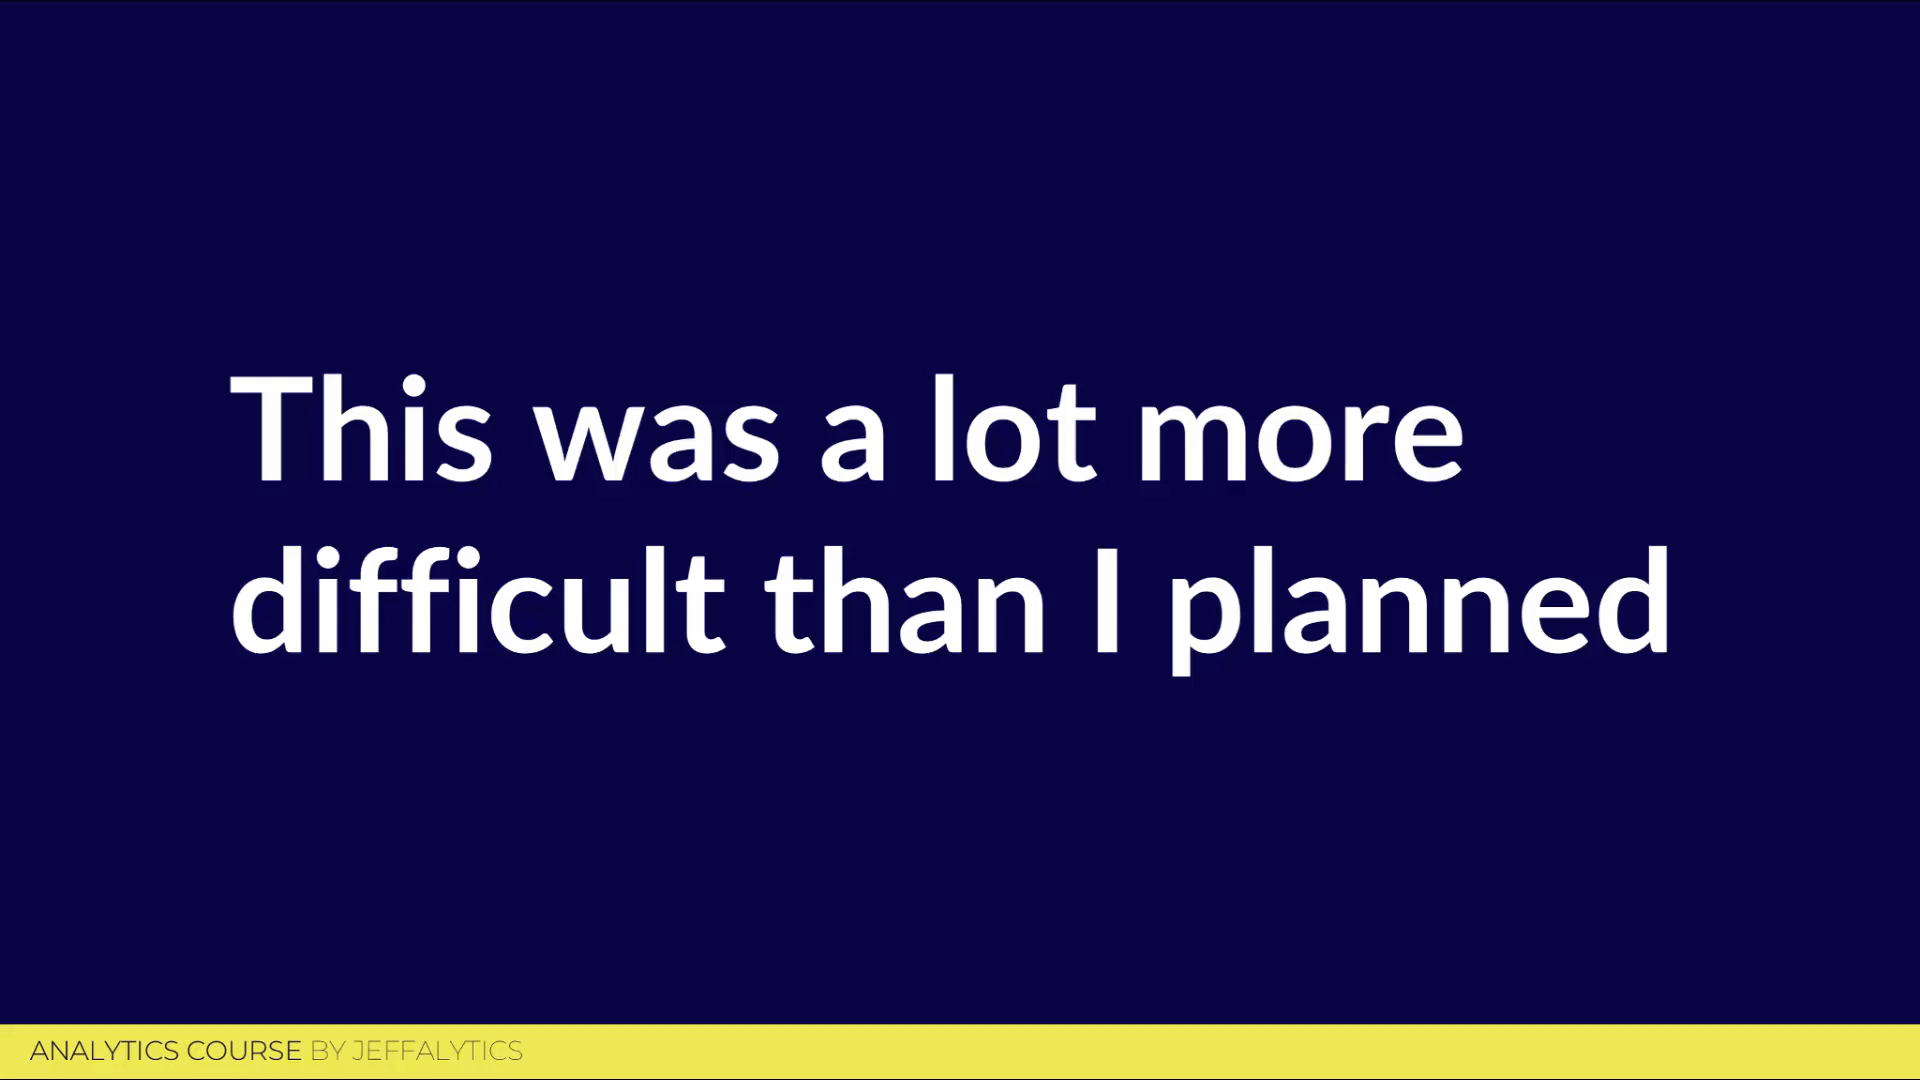 This was a lot more
difficult than I planned
ANALYTICS COURSE BY JEFFALYTICS